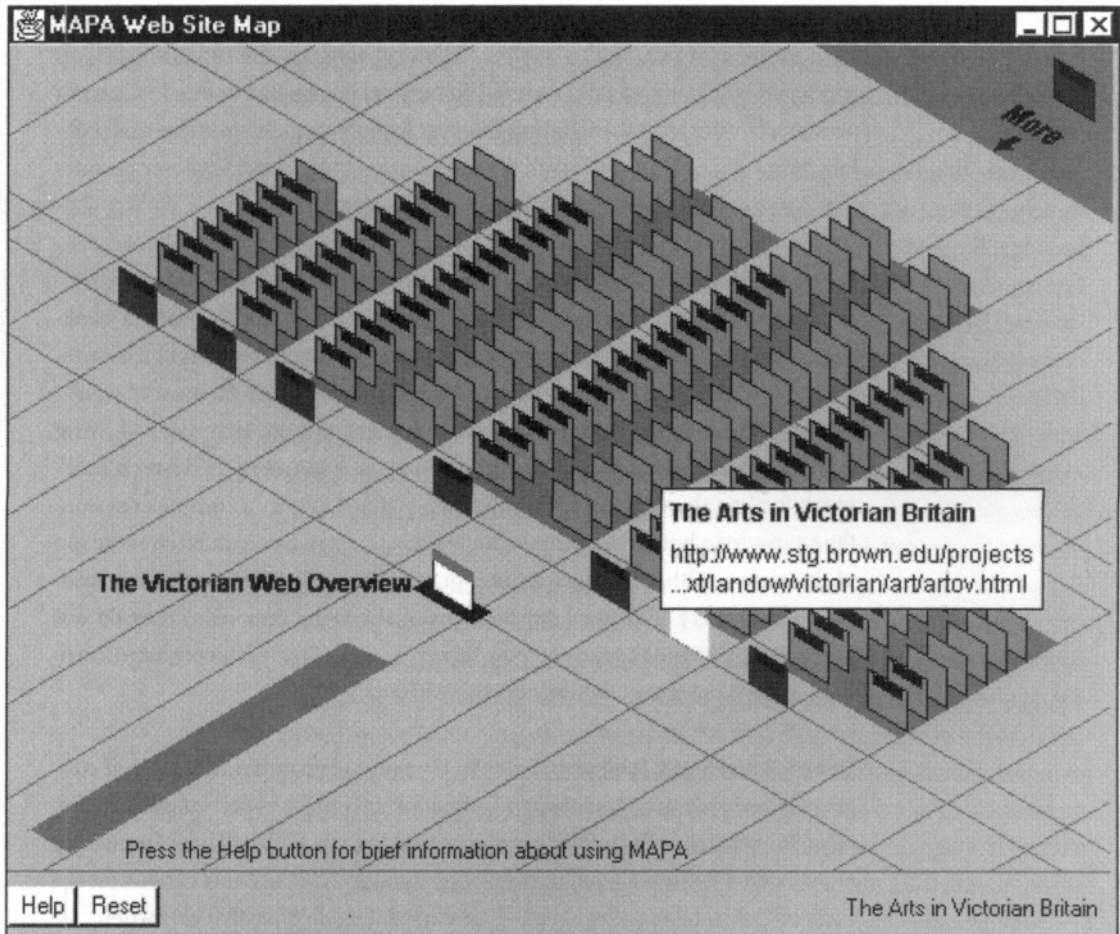 MAPA Web Site Map
More
The Arts in Victorian Britain
http://www.stg.brown.edu/projects
...xt/landow/victorian/art/artov.html
The Victorian Web Overview
Press the Help button for brief information about using MAPA
Help Reset
The Arts in Victorian Britain